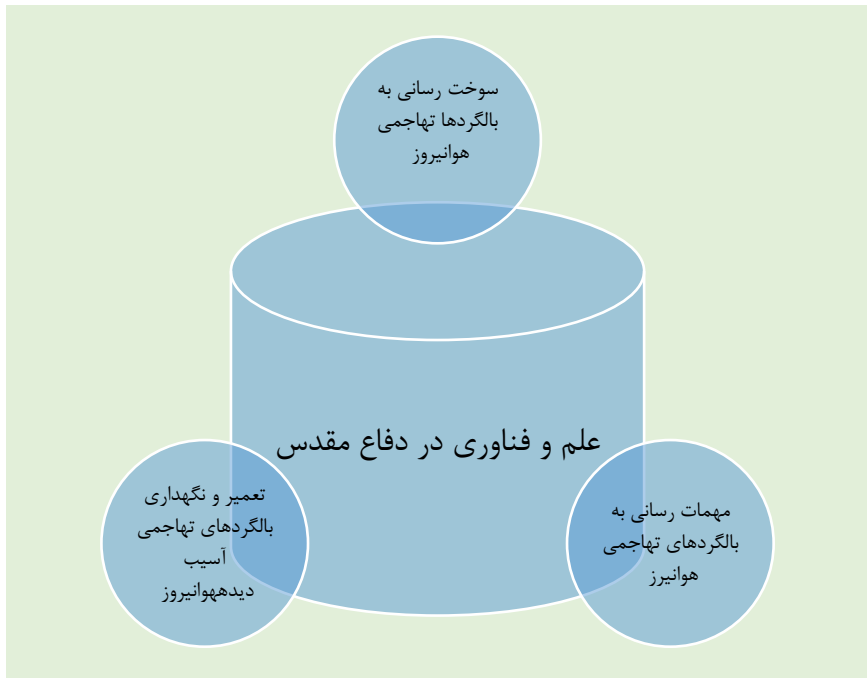 سوخت رسانی به
بالگردها تهاجمی
هوانیروز
علم و فناوری در دفاع مقدس
مهمات رسانی به
بالگردهای تهاجمی
هوانیرز
تعمیر و نگهداری
بالگردهای تهاجمی
آسیب
دیدههوانیروز